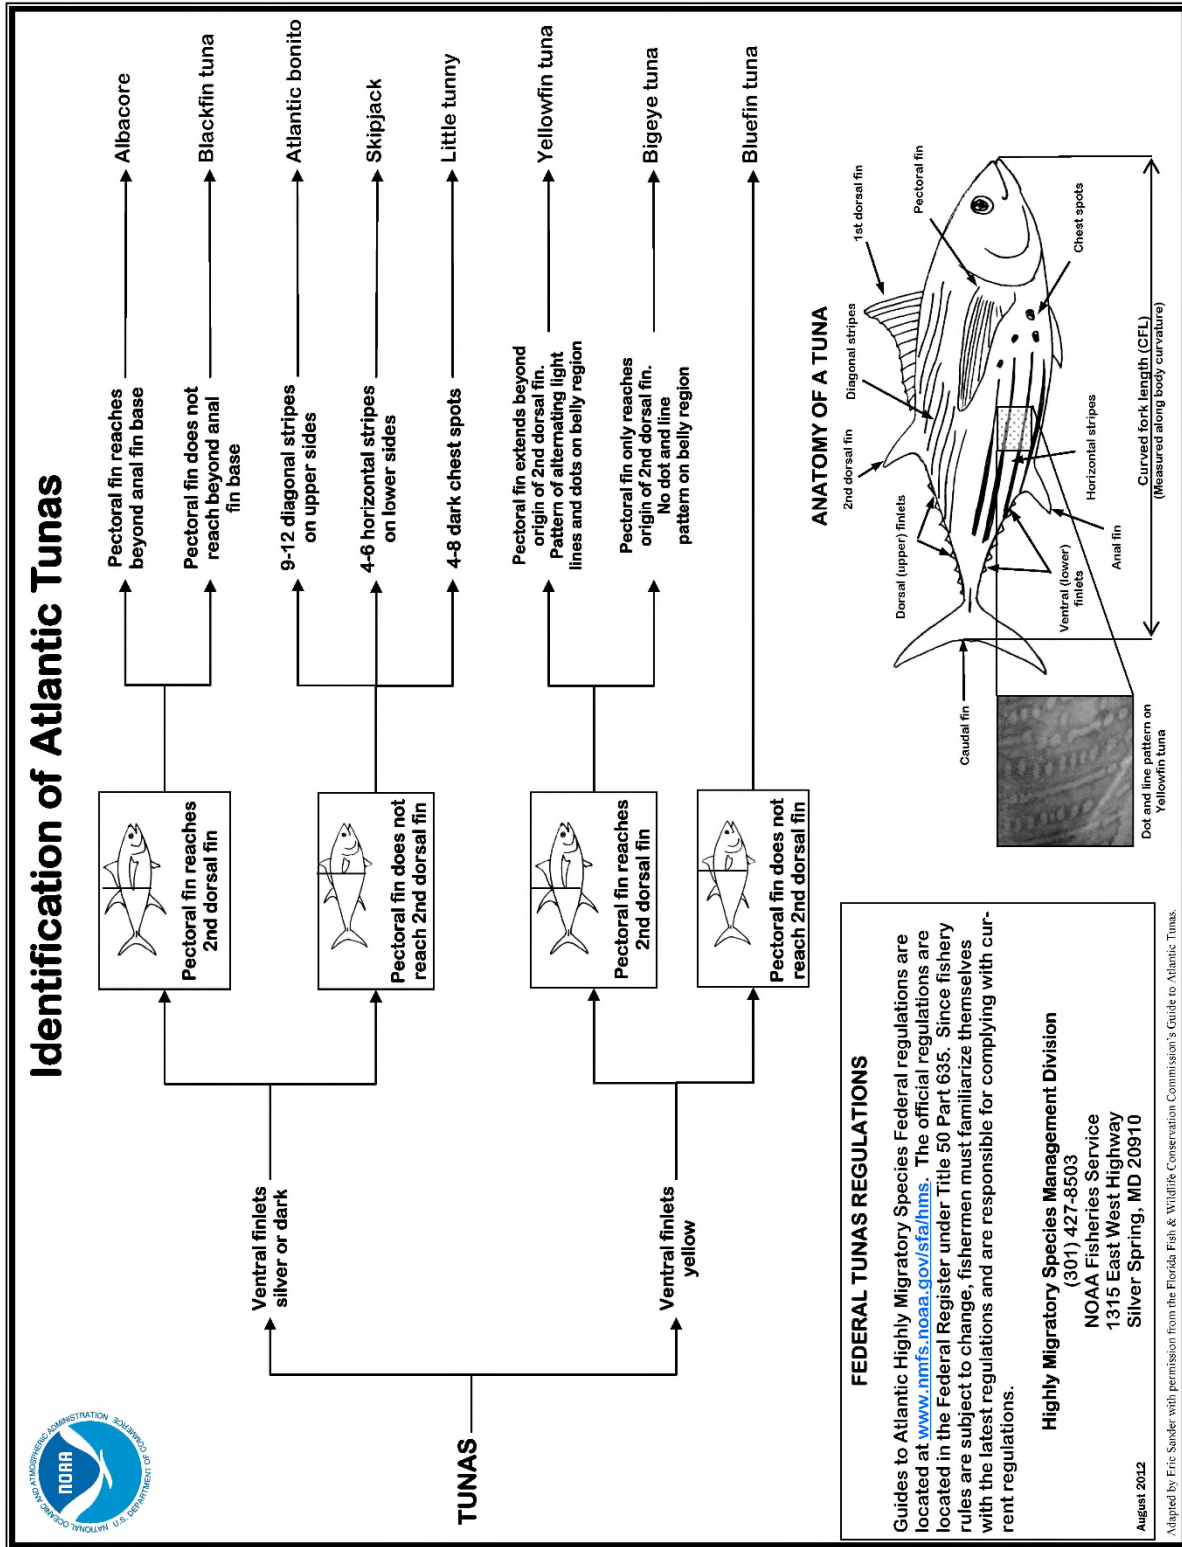 Identification of Atlantic Tunas
NATIONAL OCEANIC AND ATMOSPHERIC ADMINISTRATION
U.S. DEPARTMENT OF COMMERCE
NOAA
TUNAS
Ventral finlets
silver or dark
Ventral finlets
yellow
Pectoral fin reaches
2nd dorsal fin
Pectoral fin does not
reach 2nd dorsal fin
Pectoral fin reaches
2nd dorsal fin
Pectoral fin does not
reach 2nd dorsal fin
Pectoral fin reaches
beyond anal fin base
Albacore
Pectoral fin does not
reach beyond anal
fin base
Blackfin tuna
9-12 diagonal stripes
on upper sides
Atlantic bonito
4-6 horizontal stripes
on lower sides
Skipjack
4-8 dark chest spots
Little tunny
Pectoral fin extends beyond
origin of 2nd dorsal fin.
Pattern of alternating light
lines and dots on belly region
Yellowfin tuna
Pectoral fin only reaches
origin of 2nd dorsal fin.
No dot and line
pattern on belly region
Bigeye tuna
Bluefin tuna
FEDERAL TUNAS REGULATIONS
Guides to Atlantic Highly Migratory Species Federal regulations are
located at www.nmfs.noaa.gov/sfa/hms. The official regulations are
located in the Federal Register under Title 50 Part 635. Since fishery
rules are subject to change, fishermen must familiarize themselves
with the latest regulations and are responsible for complying with cur-
rent regulations.
Highly Migratory Species Management Division
(301) 427-8503
NOAA Fisheries Service
1315 East West Highway
Silver Spring, MD 20910
August 2012
ANATOMY OF A TUNA
2nd dorsal fin
Diagonal stripes
1st dorsal fin
Pectoral fin
Dorsal (upper) finlets
Caudal fin
Ventral (lower)
finlets
Anal fin
Horizontal stripes
Chest spots
Curved fork length (CFL)
(Measured along body curvature)
Dot and line pattern on
Yellowfin tuna
Adapted by Eric Sander with permission from the Florida Fish & Wildlife Conservation Commission's Guide to Atlantic Tunas.